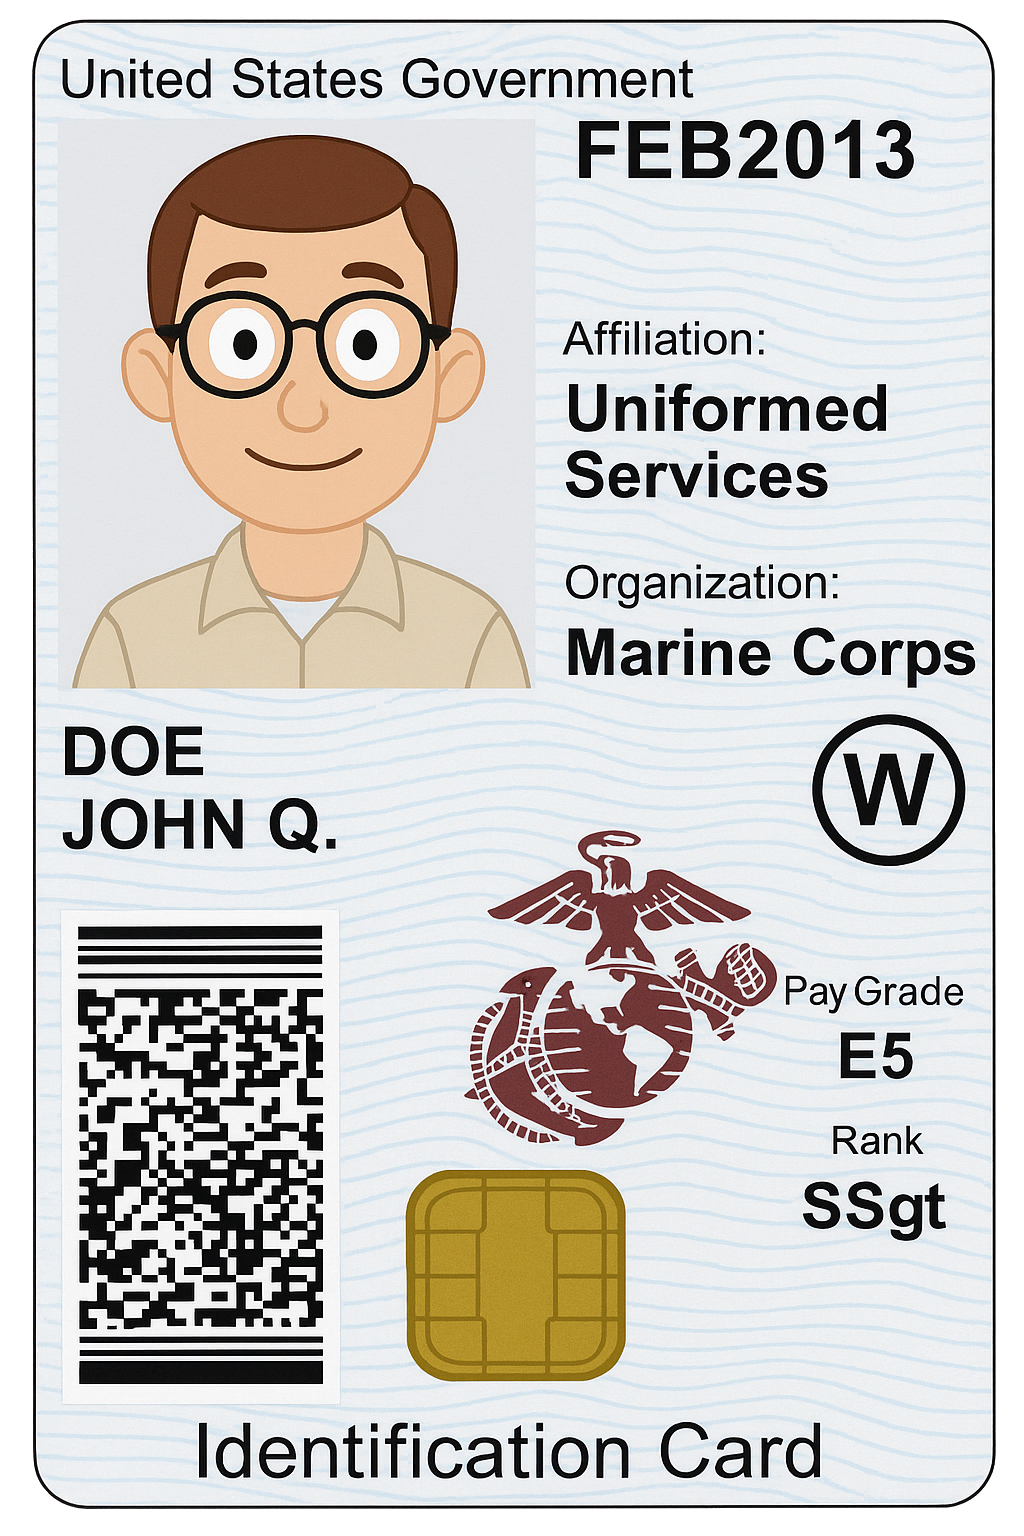 United States Government
FEB2013
Affiliation:
Uniformed
Services
Organization:
Marine Corps
DOE
JOHN Q.
W
Pay Grade
E5
Rank
SSgt
Identification Card